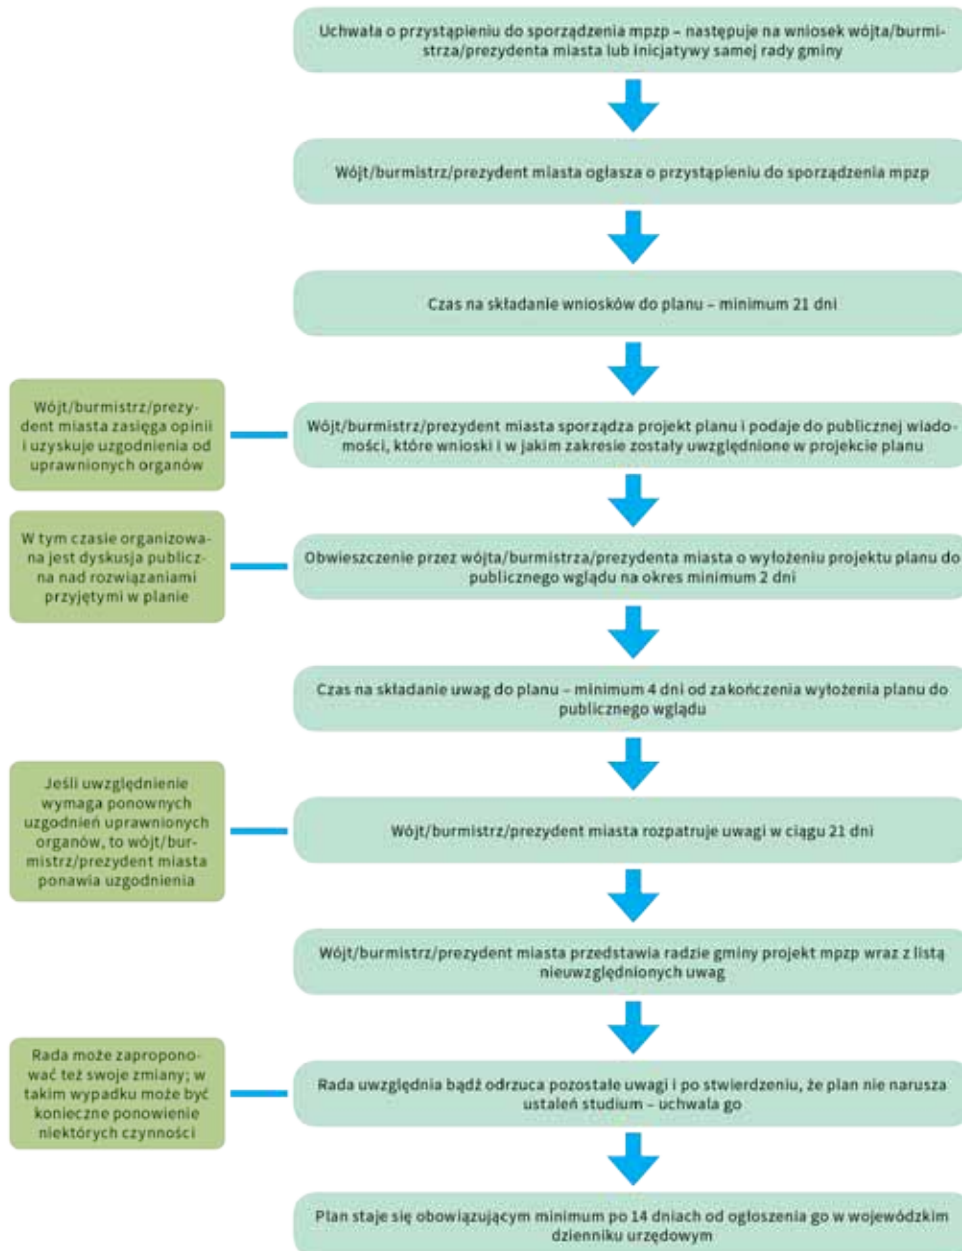 Uchwała o przystąpieniu do sporządzenia mpzp – następuje na wniosek wójta/burmi-
strza/prezydenta miasta lub inicjatywy samej rady gminy
Wójt/burmistrz/prezydent miasta ogłasza o przystąpieniu do sporządzenia mpzp
Czas na składanie wniosków do planu – minimum 21 dni
Wójt/burmistrz/prezy-
dent miasta zasięga opinii
i uzyskuje uzgodnienia od
uprawnionych organów
Wójt/burmistrz/prezydent miasta sporządza projekt planu i podaje do publicznej wiado-
mości, które wnioski i w jakim zakresie zostały uwzględnione w projekcie planu
W tym czasie organizowa-
na jest dyskusja publicz-
na nad rozwiązaniami
przyjętymi w planie
Obwieszczenie przez wójta/burmistrza/prezydenta miasta o wyłożeniu projektu planu do
publicznego wglądu na okres minimum 2 dni
Czas na składanie uwag do planu – minimum 4 dni od zakończenia wyłożenia planu do
publicznego wglądu
Jeśli uwzględnienie
wymaga ponownych
uzgodnień uprawnionych
organów, to wójt/bur-
mistrz/prezydent miasta
ponawia uzgodnienia
Wójt/burmistrz/prezydent miasta rozpatruje uwagi w ciągu 21 dni
Wójt/burmistrz/prezydent miasta przedstawia radzie gminy projekt mpzp wraz z listą
nieuwzględnionych uwag
Rada może zapropono-
wać też swoje zmiany; w
takim wypadku może być
konieczne ponowienie
niektórych czynności
Rada uwzględnia bądź odrzuca pozostałe uwagi i po stwierdzeniu, że plan nie narusza
ustaleń studium – uchwala go
Plan staje się obowiązującym minimum po 14 dniach od ogłoszenia go w wojewódzkim
dzienniku urzędowym